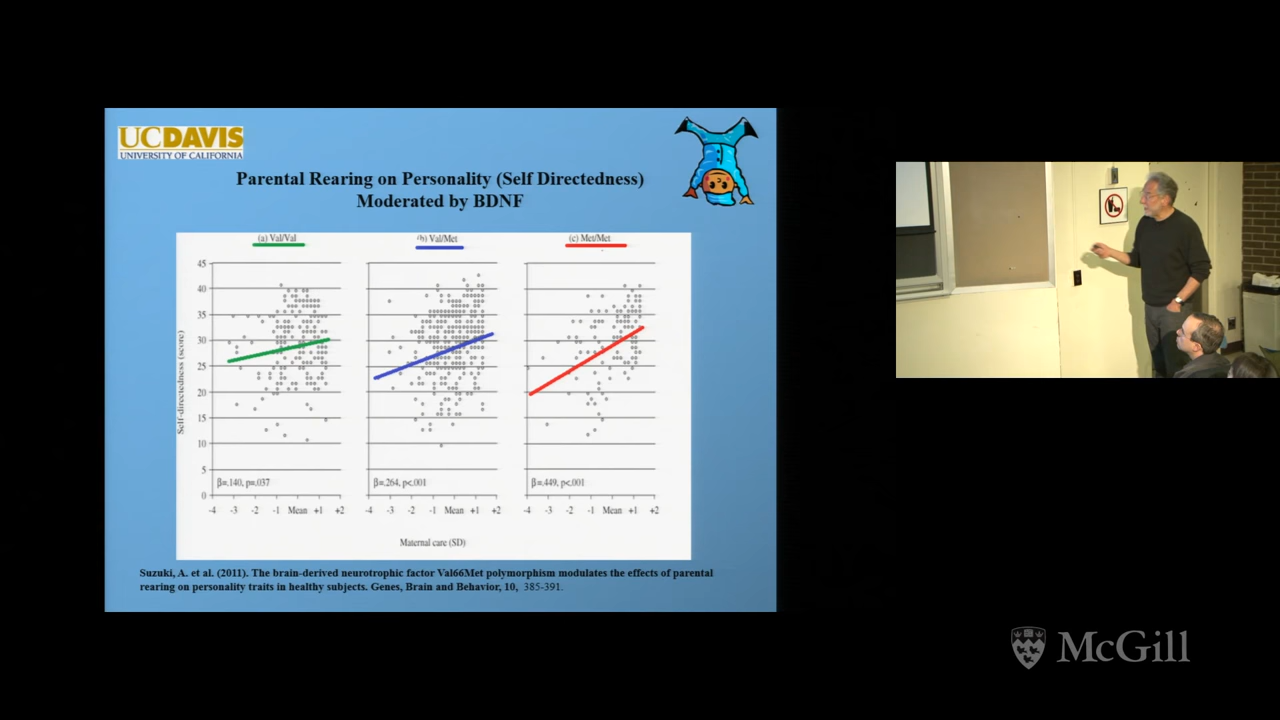 UCDAVIS
UNIVERSITY OF CALIFORNIA
Parental Rearing on Personality (Self Directedness)
Moderated by BDNF
(a) Val/Val
(b) Val/Met
(c) Met/Met
Self-directedness (score)
45
40
35
30
25
20
15
10
5
0
β=.140, p=.037
β=.264, p<.001
β=.449, p<.001
-4 -3 -2 -1 Mean +1 +2
-4 -3 -2 -1 Mean +1 +2
-4 -3 -2 -1 Mean +1 +2
Maternal care (SD)
Suzuki, A. et al. (2011). The brain-derived neurotrophic factor Val66Met polymorphism modulates the effects of parental
rearing on personality traits in healthy subjects. Genes, Brain and Behavior, 10, 385-391.
McGill